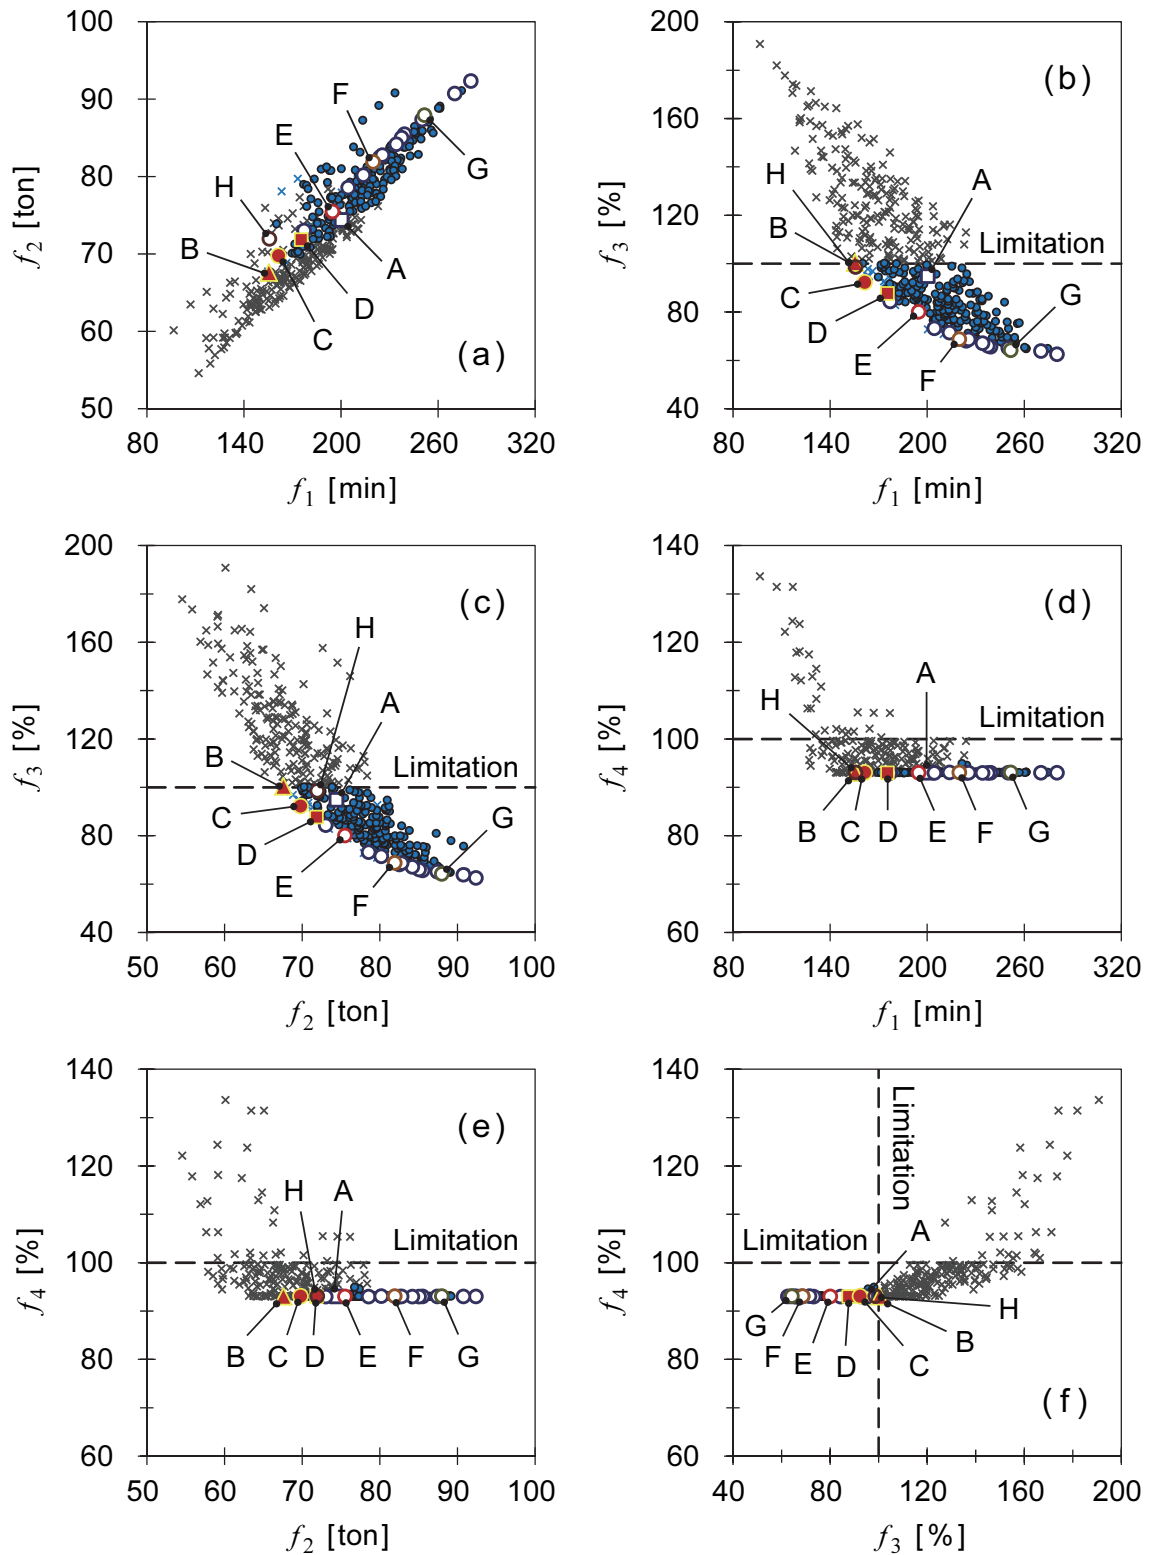 100
90
80
70
60
50
f2 [ton]
80 140 200 260 320
f1 [min]
F
E
H
B
G
A
D
C
(a)
200
160
120
80
40
f3 [%]
80 140 200 260 320
f1 [min]
(b)
H
A
B
Limitation
C
G
D
E
F
200
160
120
80
40
f3 [%]
50 60 70 80 90 100
f2 [ton]
(c)
H
A
B
Limitation
C
G
D
E
F
140
120
100
80
60
f4 [%]
80 140 200 260 320
f1 [min]
(d)
A
H
Limitation
B C D E F G
140
120
100
80
60
f4 [%]
50 60 70 80 90 100
f2 [ton]
(e)
H A
Limitation
B C D E F G
140
120
100
80
60
f4 [%]
40 80 120 160 200
f3 [%]
Limitation
A
Limitation
H
G
B
F E D C
(f)